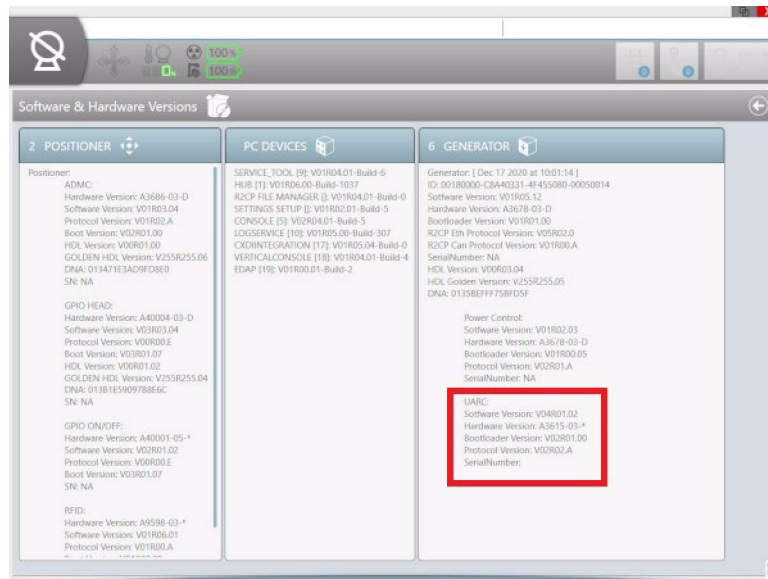 100%
0%
100%
Software & Hardware Versions
2 POSITIONER
Positioner:
ADMC:
Hardware Version: A3686-03-D
Software Version: V01R03.04
Protocol Version: V01R02.A
Boot Version: V02R01.00
HDL Version: V00R01.00
GOLDEN HDL Version: V255R255.06
DNA: 013471E3AD9FD8E0
SN: NA
GPIO HEAD:
Hardware Version: A40004-03-D
Software Version: V03R03.04
Protocol Version: V00R00.E
Boot Version: V03R01.07
HDL Version: V00R01.02
GOLDEN HDL Version: V255R255.04
DNA: 013B1E5909788E6C
SN: NA
GPIO ON/OFF:
Hardware Version: A40001-05-*
Software Version: V02R01.02
Protocol Version: V00R00.E
Boot Version: V03R01.07
SN: NA
RFID:
Hardware Version: A9598-03-*
Software Version: V01R06.01
Protocol Version: V01R00.A
PC DEVICES
SERVICE_TOOL [9]: V01R04.01-Build-6
HUB [1]: V01R06.00-Build-1037
R2CP FILE MANAGER []: V01R04.01-Build-0
SETTINGS SETUP []: V01R02.01-Build-5
CONSOLE [5]: V02R04.01-Build-5
LOGSERVICE [10]: V01R05.00-Build-307
CXDIINTEGRATION [17]: V01R05.04-Build-0
VERTICALCONSOLE [18]: V01R04.01-Build-4
EDAP [19]: V01R00.01-Build-2
6 GENERATOR
Generator: [ Dec 17 2020 at 10:01:14 ]
ID: 00180000-C8A40331-4F455080-00050014
Software Version: V01R05.12
Hardware Version: A3678-03-D
Bootloader Version: V01R01.00
R2CP Eth Protocol Version: V05R02.0
R2CP Can Protocol Version: V01R00.A
SerialNumber: NA
HDL Version: V00R03.04
HDL Golden Version: V255R255.05
DNA: 0135BEFFF75BFD5F
Power Control:
Sotfware Version: V01R02.03
Hardware Version: A3678-03-D
Bootloader Version: V01R00.05
Protocol Version: V02R01.A
SerialNumber: NA
UARC:
Sotfware Version: V04R01.02
Hardware Version: A3615-03-*
Bootloader Version: V02R01.00
Protocol Version: V02R02.A
SerialNumber: